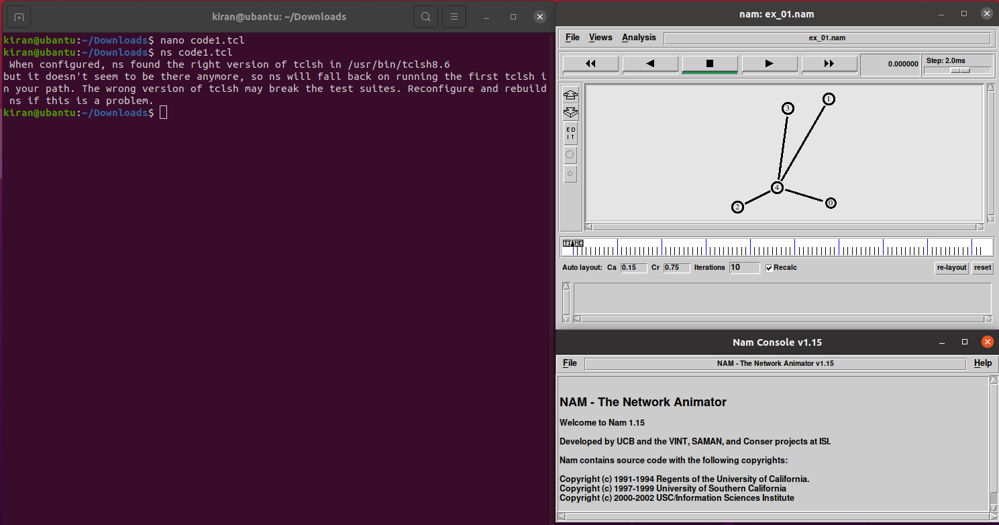 kiran@ubantu: ~/Downloads
kiran@ubantu:~/Downloads$ nano code1.tcl
kiran@ubantu:~/Downloads$ ns code1.tcl
When configured, ns found the right version of tclsh in /usr/bin/tclsh8.6
but it doesn't seem to be there anymore, so ns will fall back on running the first tclsh i
n your path. The wrong version of tclsh may break the test suites. Reconfigure and rebuild
ns if this is a problem.
kiran@ubantu:~/Downloads$
nam: ex_01.nam
File Views Analysis ex_01.nam
0.000000 Step: 2.0ms
ED
IT
1
3
4
0
2
TIME
Auto layout: Ca 0.15 Cr 0.75 Iterations 10 Recalc re-layout reset
Nam Console v1.15
File NAM - The Network Animator v1.15 Help
NAM - The Network Animator
Welcome to Nam 1.15
Developed by UCB and the VINT, SAMAN, and Conser projects at ISI.
Nam contains source code with the following copyrights:
Copyright (c) 1991-1994 Regents of the University of California.
Copyright (c) 1997-1999 University of Southern California
Copyright (c) 2000-2002 USC/Information Sciences Institute